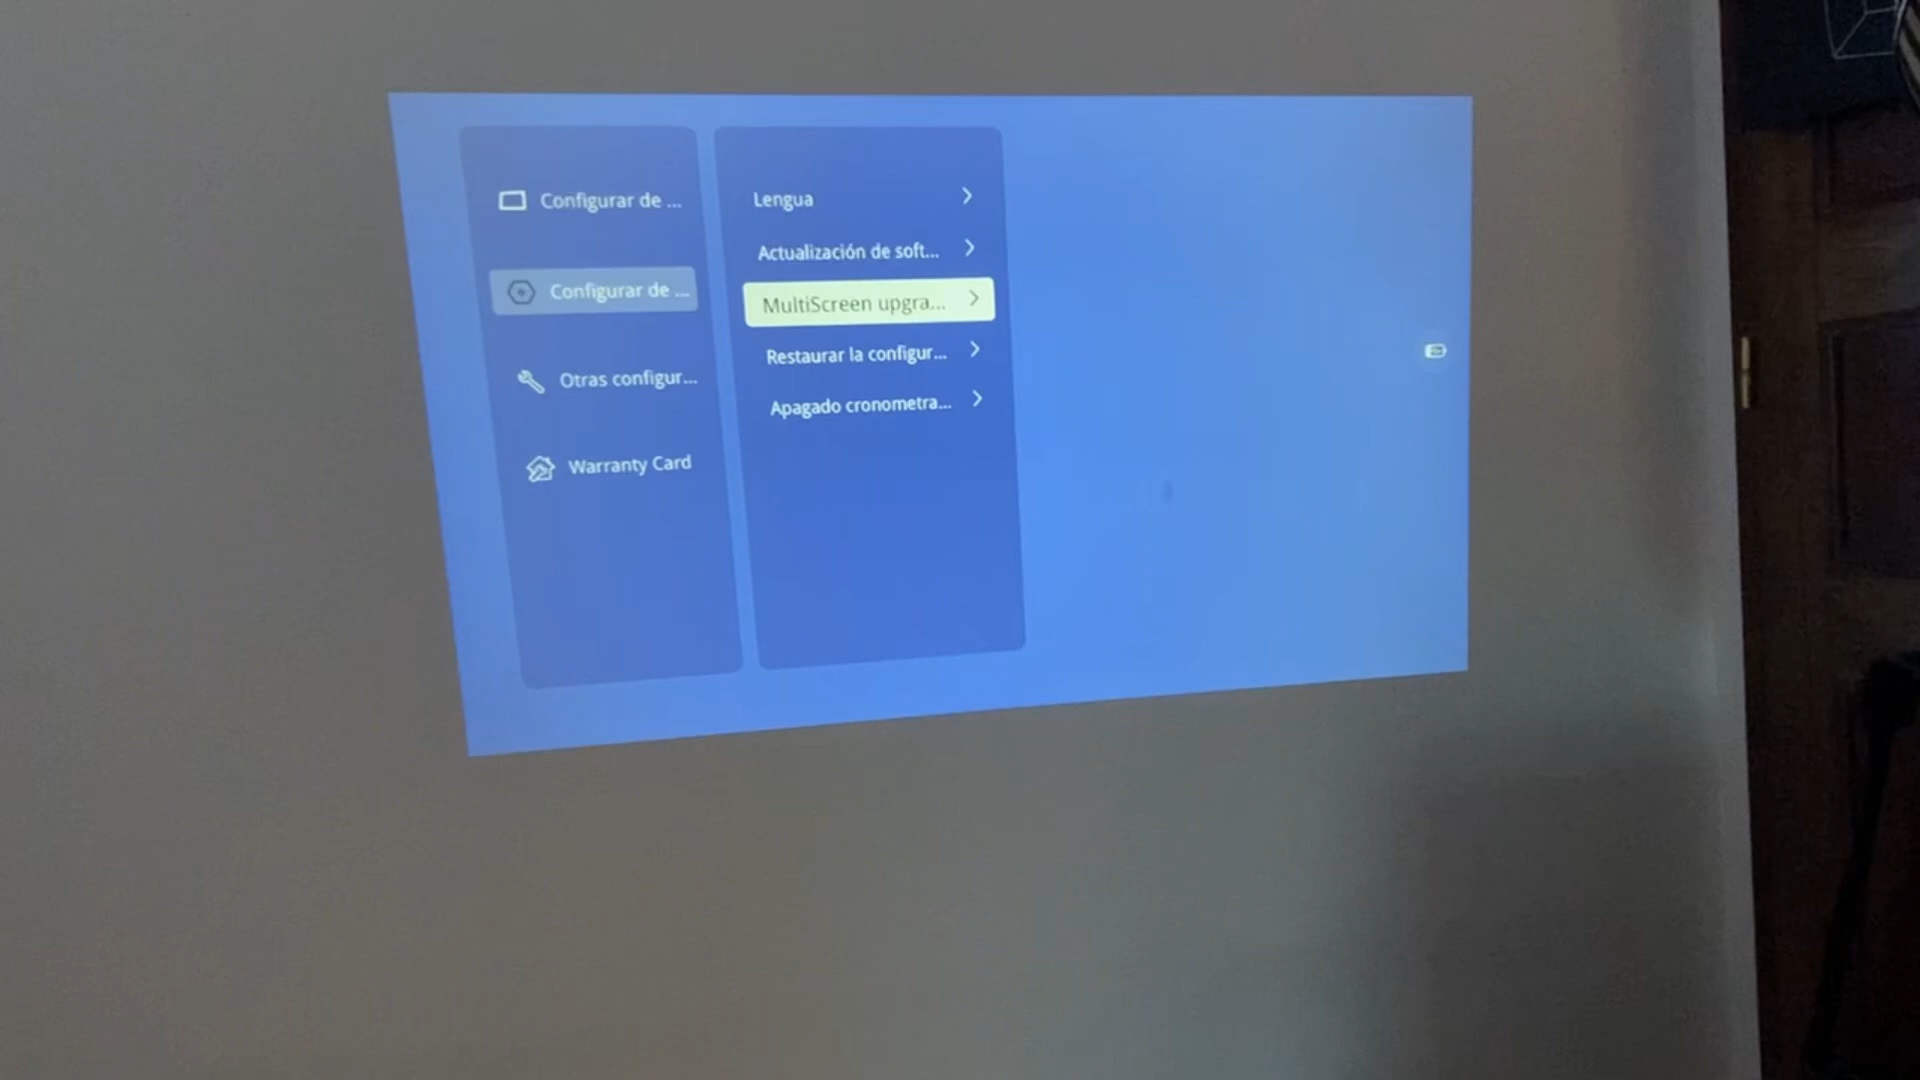 Configurar de ...
Configurar de ...
Otras configur...
Warranty Card
Lengua
Actualización de soft...
MultiScreen upgra...
Restaurar la configur...
Apagado cronometra...